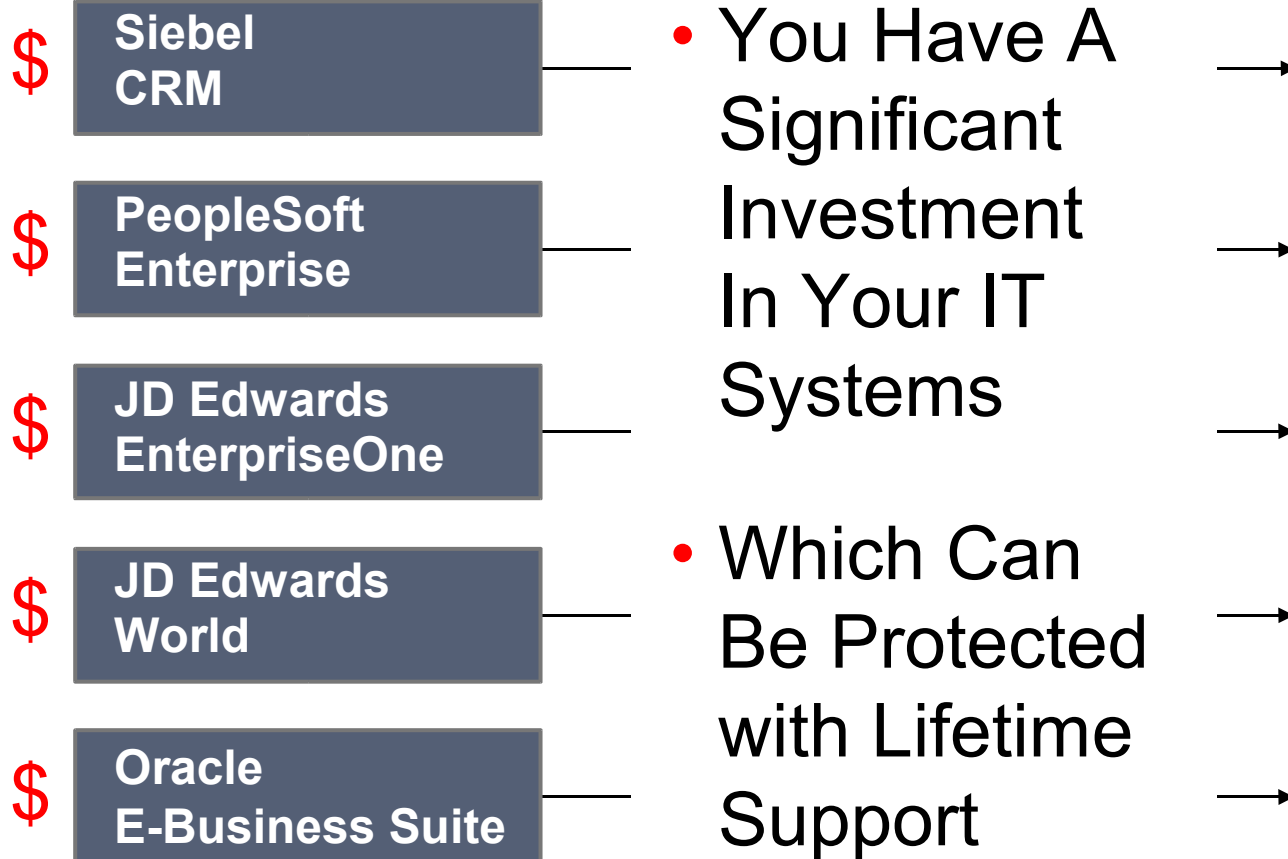 $ Siebel
CRM
$ PeopleSoft
Enterprise
$ JD Edwards
EnterpriseOne
$ JD Edwards
World
$ Oracle
E-Business Suite
• You Have A
Significant
Investment
In Your IT
Systems
• Which Can
Be Protected
with Lifetime
Support